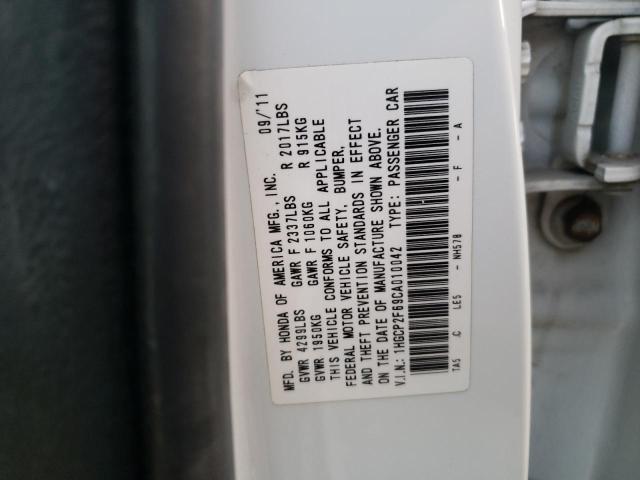 MFD. BY HONDA OF AMERICA MFG., INC. 09/'11
GVWR 4299LBS GAWR F 2337LBS R 2017LBS
GVWR 1950KG GAWR F 1060KG R 915KG
THIS VEHICLE CONFORMS TO ALL APPLICABLE
FEDERAL MOTOR VEHICLE SAFETY, BUMPER,
AND THEFT PREVENTION STANDARDS IN EFFECT
ON THE DATE OF MANUFACTURE SHOWN ABOVE.
V.I.N.: 1HGCP2F69CA010042 TYPE: PASSENGER CAR
TA5 .C LE5 - NH578 - F - A